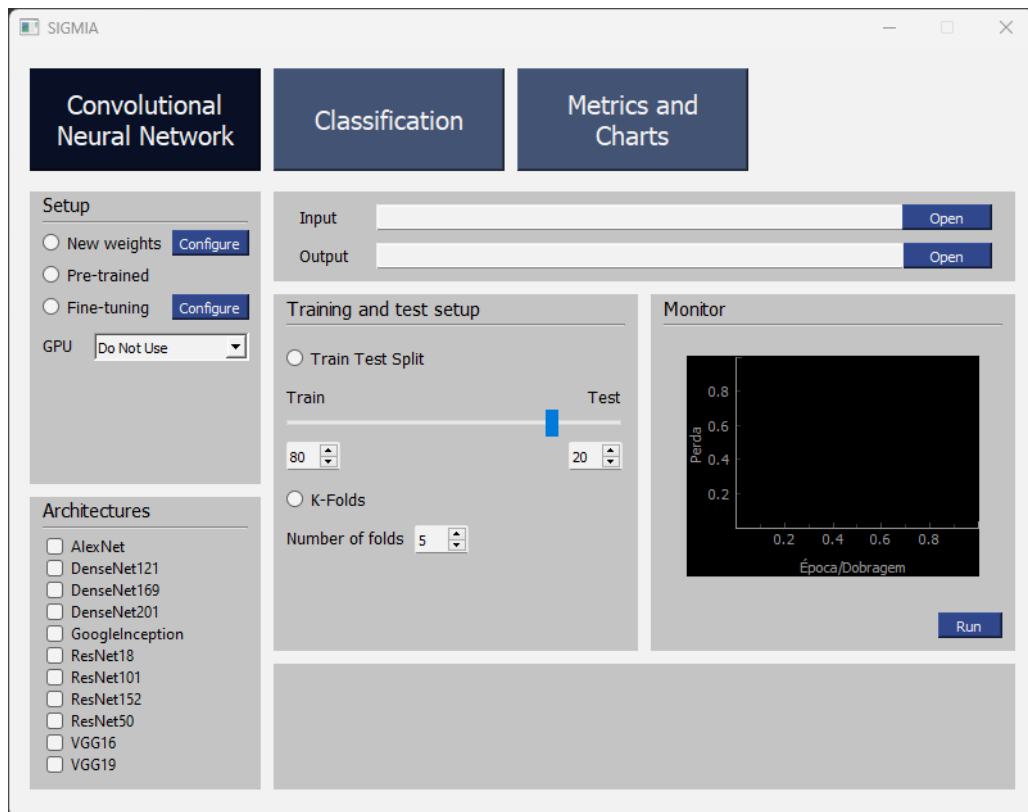 SIGMIA
Convolutional
Neural Network
Classification
Metrics and
Charts
Setup
New weights
Configure
Pre-trained
Fine-tuning
Configure
GPU
Do Not Use
Input
Open
Output
Open
Training and test setup
Train Test Split
Train
Test
80
20
K-Folds
Number of folds
5
Monitor
0.8
0.6
0.4
0.2
Perda
0.2
0.4
0.6
0.8
Época/Dobragem
Run
Architectures
AlexNet
DenseNet121
DenseNet169
DenseNet201
GoogleInception
ResNet18
ResNet101
ResNet152
ResNet50
VGG16
VGG19